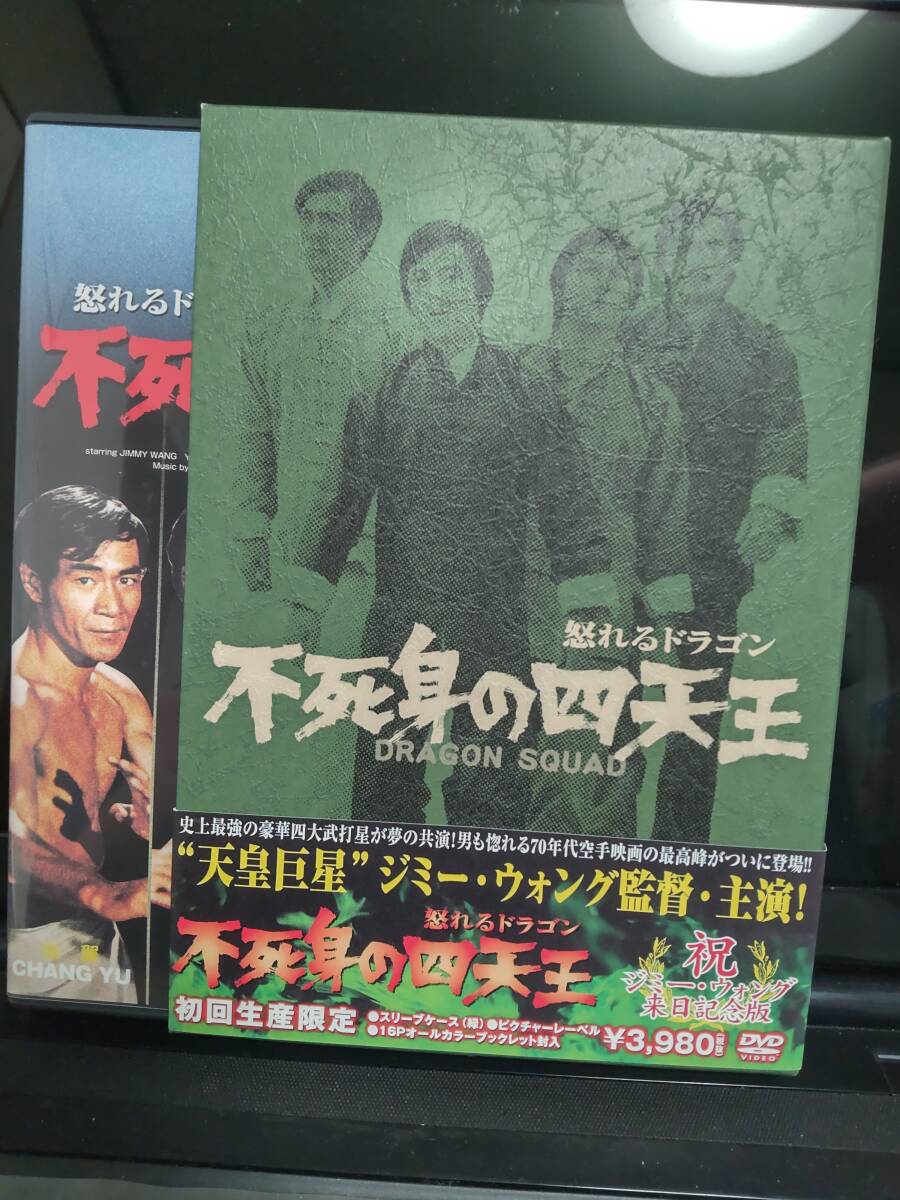 怒れるド
不死
starring JIMMY WANG Y
Music by
CHANG YU
怒れるドラゴン
不死身の四天王
DRAGON SQUAD
史上最強の豪華四大武打星が夢の共演!男も惚れる70年代空手映画の最高峰がついに登場!!
“天皇巨星”ジミー・ウォング監督・主演!
怒れるドラゴン
不死身の四天王
祝
ジミー・ウォング
来日記念版
初回生産限定
●スリーブケース(緑)●ピクチャーレーベル
●16Pオールカラーブックレット封入
¥3,980(税抜)
DVD
VIDEO